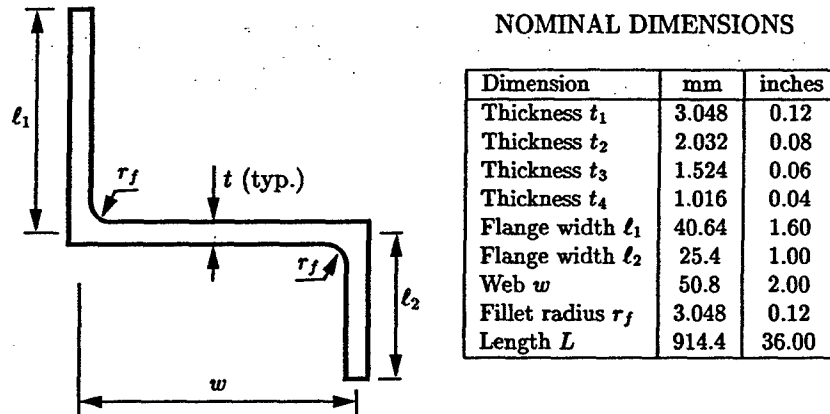 NOMINAL DIMENSIONS
Dimension mm inches
Thickness t₁ 3.048 0.12
Thickness t₂ 2.032 0.08
Thickness t₃ 1.524 0.06
Thickness t₄ 1.016 0.04
Flange width ℓ₁ 40.64 1.60
Flange width ℓ₂ 25.4 1.00
Web w 50.8 2.00
Fillet radius r_f 3.048 0.12
Length L 914.4 36.00
ℓ₁
r_f
t (typ.)
r_f
ℓ₂
w